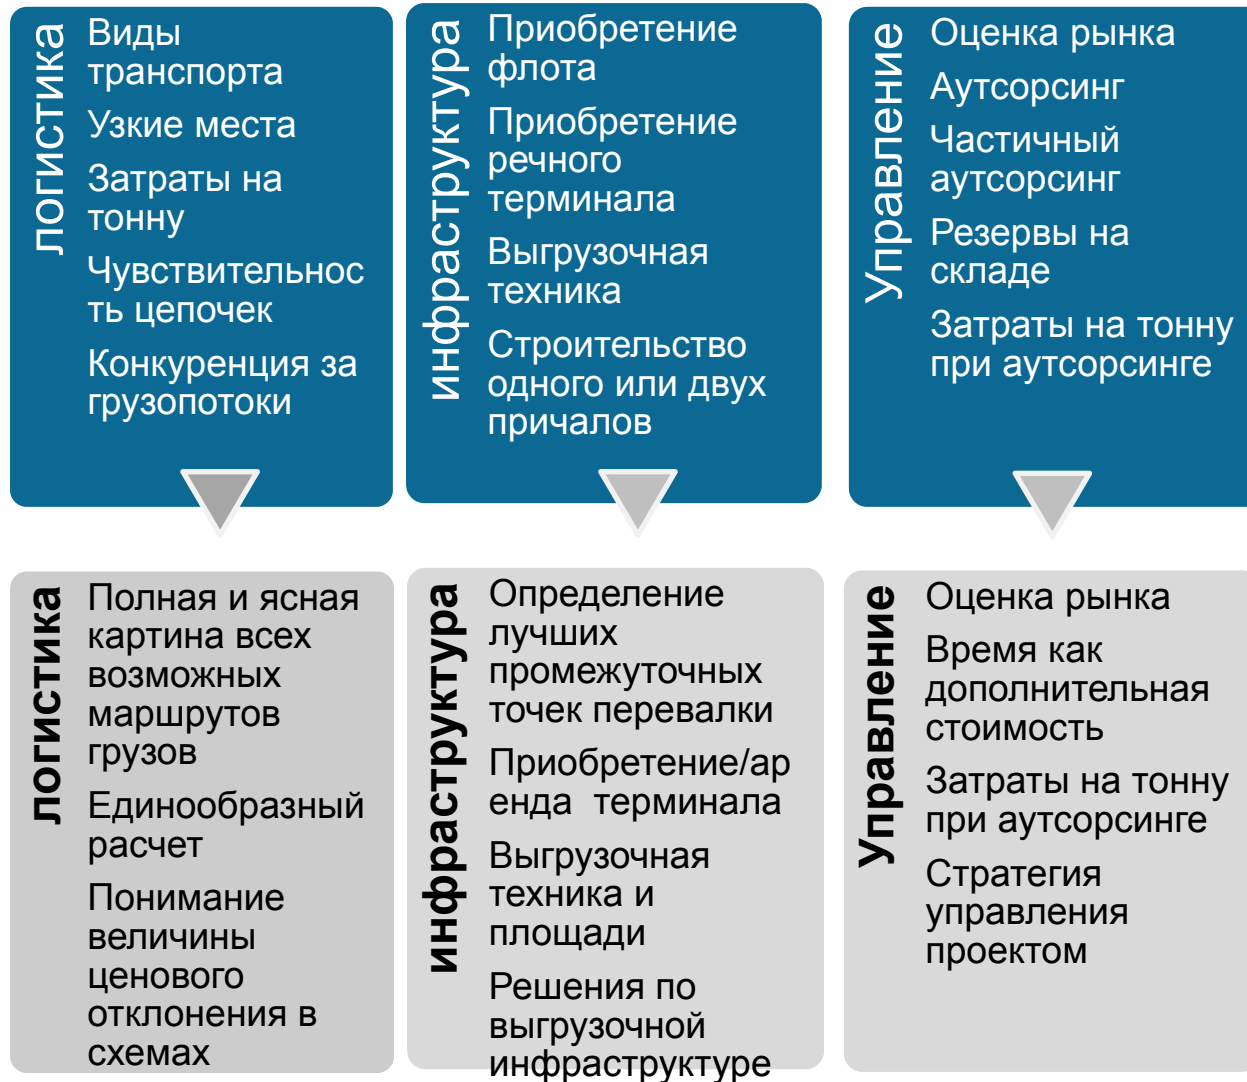 логистика
Виды
транспорта
Узкие места
Затраты на
тонну
Чувствительнос
ть цепочек
Конкуренция за
грузопотоки
инфраструктура
Приобретение
флота
Приобретение
речного
терминала
Выгрузочная
техника
Строительство
одного или двух
причалов
Управление
Оценка рынка
Аутсорсинг
Частичный
аутсорсинг
Резервы на
складе
Затраты на тонну
при аутсорсинге
логистика
Полная и ясная
картина всех
возможных
маршрутов
грузов
Единообразный
расчет
Понимание
величины
ценового
отклонения в
схемах
инфраструктура
Определение
лучших
промежуточных
точек перевалки
Приобретение/ар
енда терминала
Выгрузочная
техника и
площади
Решения по
выгрузочной
инфраструктуре
Управление
Оценка рынка
Время как
дополнительная
стоимость
Затраты на тонну
при аутсорсинге
Стратегия
управления
проектом